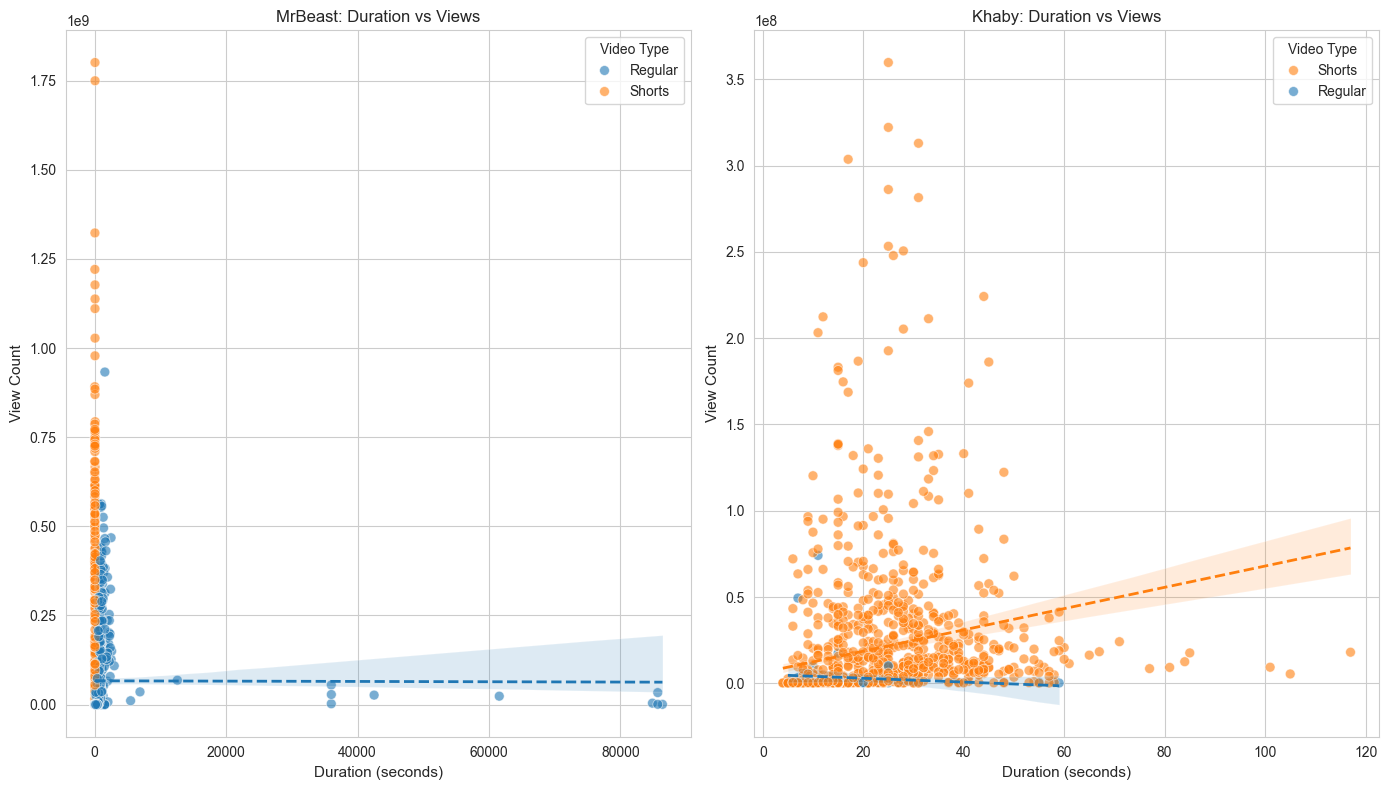 MrBeast: Duration vs Views
1e9
Video Type
Regular
Shorts
1.75
1.50
1.25
1.00
0.75
0.50
0.25
0.00
View Count
0
20000
40000
60000
80000
Duration (seconds)
Khaby: Duration vs Views
1e8
Video Type
Shorts
Regular
3.5
3.0
2.5
2.0
1.5
1.0
0.5
0.0
View Count
0
20
40
60
80
100
120
Duration (seconds)